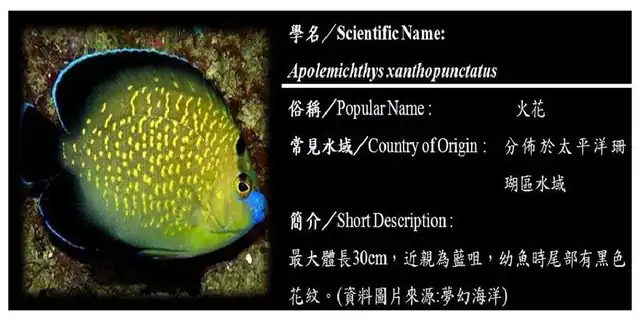 學名／Scientific Name:
Apolemichthys xanthopunctatus
俗稱／Popular Name : 火花
常見水域／Country of Origin : 分佈於太平洋珊
瑚區水域
簡介／Short Description :
最大體長30cm，近親為藍咀，幼魚時尾部有黑色
花紋。(資料圖片來源:夢幻海洋)